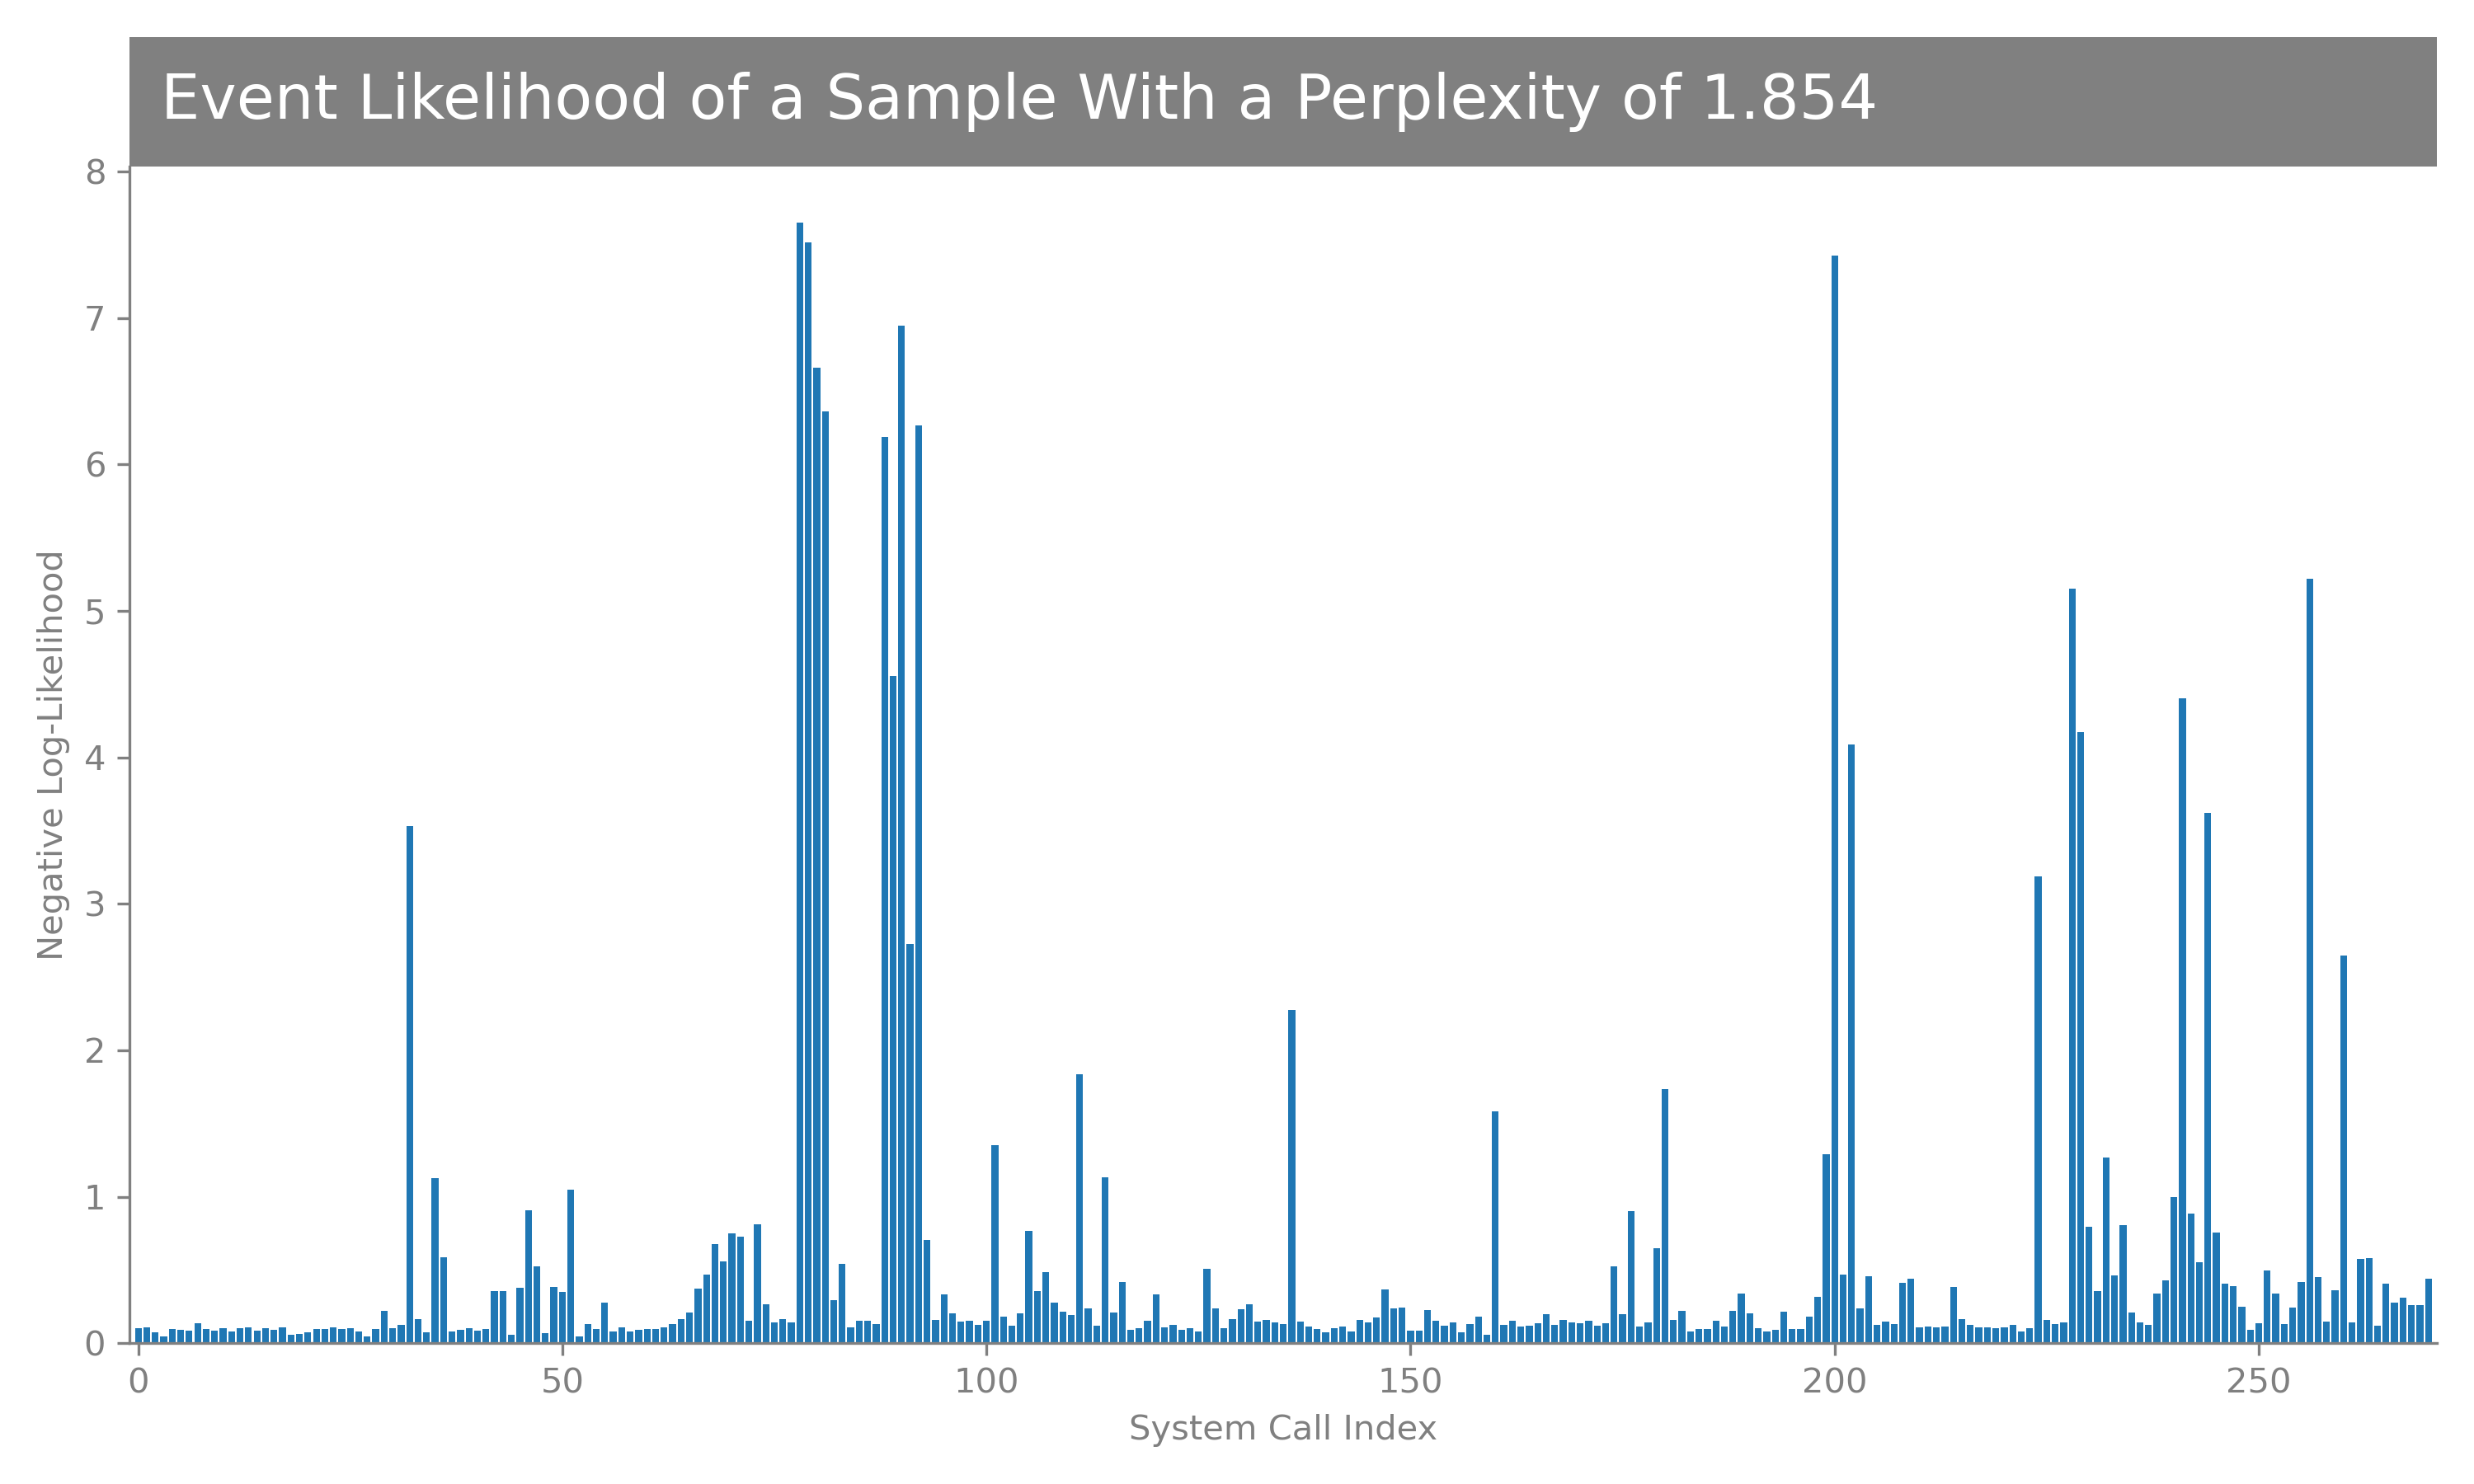 Event Likelihood of a Sample With a Perplexity of 1.854
8
7
6
5
4
3
2
1
0
Negative Log-Likelihood
0 50 100 150 200 250
System Call Index